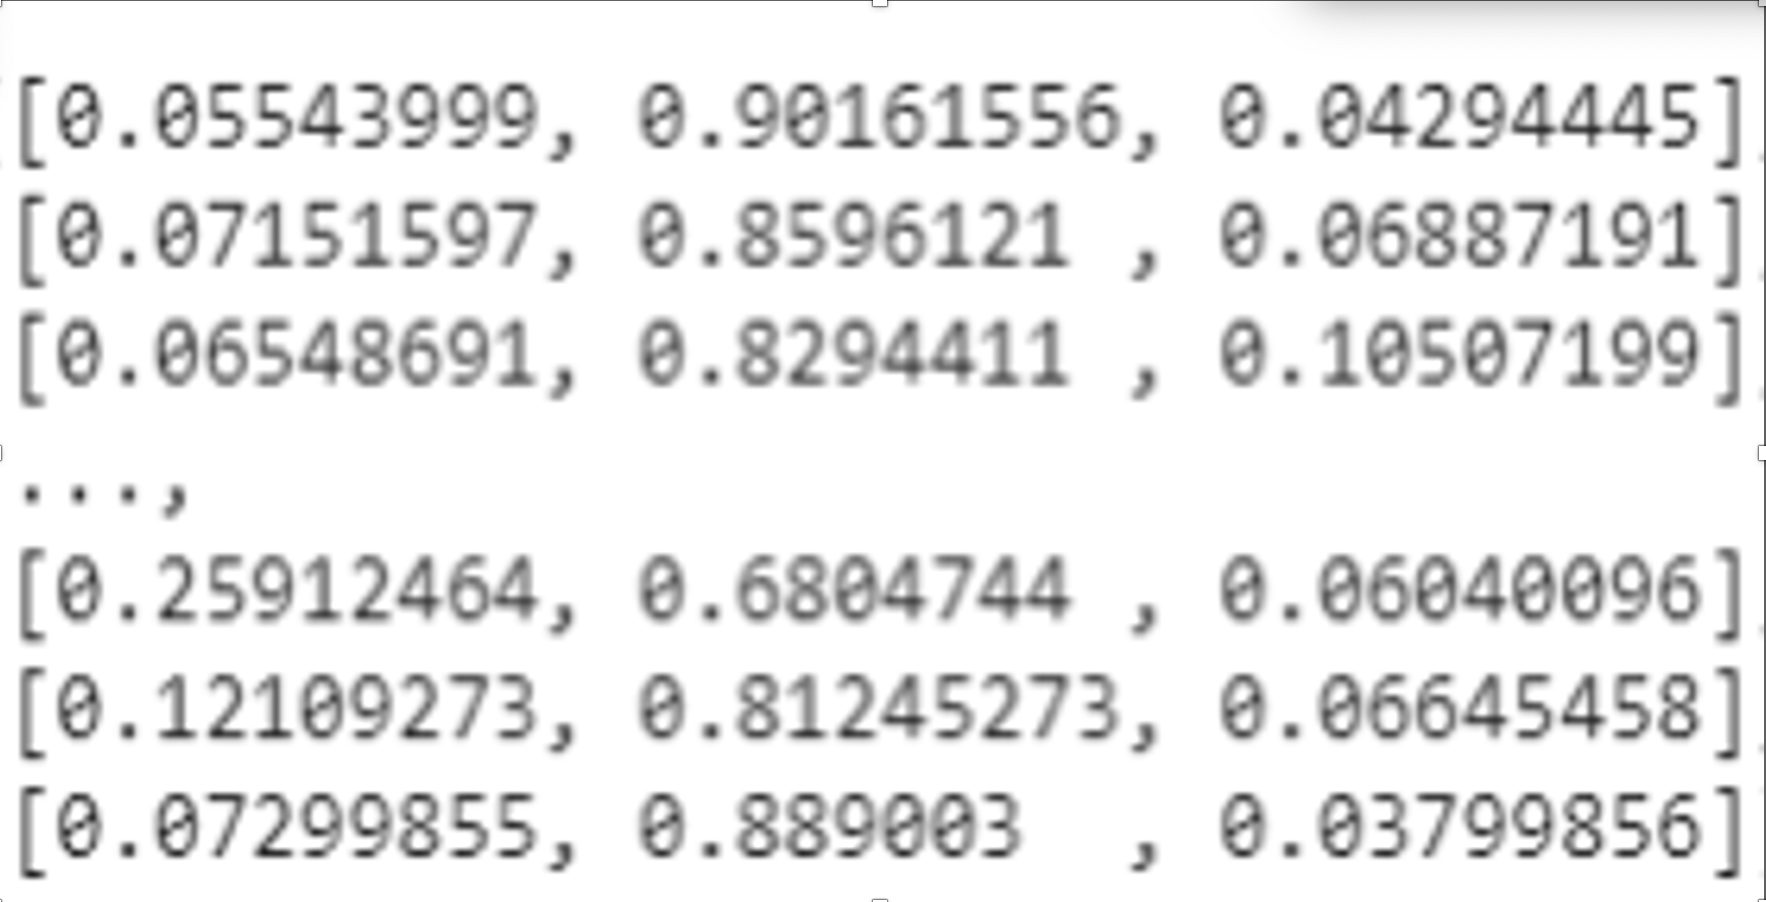 [0.05543999, 0.90161556, 0.04294445]
[0.07151597, 0.8596121 , 0.06887191]
[0.06548691, 0.8294411 , 0.10507199]
...,
[0.25912464, 0.6804744 , 0.06040096]
[0.12109273, 0.81245273, 0.06645458]
[0.07299855, 0.889003  , 0.03799856]